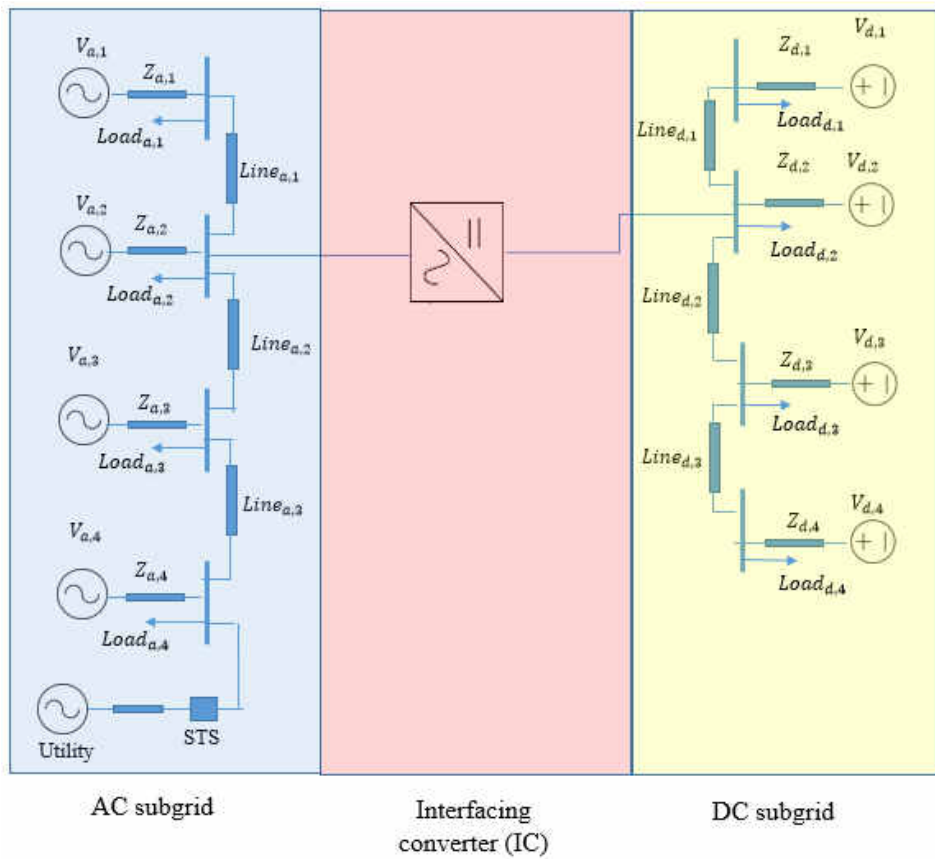 V_{a,1}
Z_{a,1}
Load_{a,1}
Line_{a,1}
V_{a,2}
Z_{a,2}
Load_{a,2}
Line_{a,2}
V_{a,3}
Z_{a,3}
Load_{a,3}
Line_{a,3}
V_{a,4}
Z_{a,4}
Load_{a,4}
Utility
STS
V_{d,1}
Z_{d,1}
Load_{d,1}
Line_{d,1}
Z_{d,2}
V_{d,2}
Load_{d,2}
Line_{d,2}
V_{d,3}
Z_{d,3}
Load_{d,3}
Line_{d,3}
V_{d,4}
Z_{d,4}
Load_{d,4}
AC subgrid
Interfacing
converter (IC)
DC subgrid